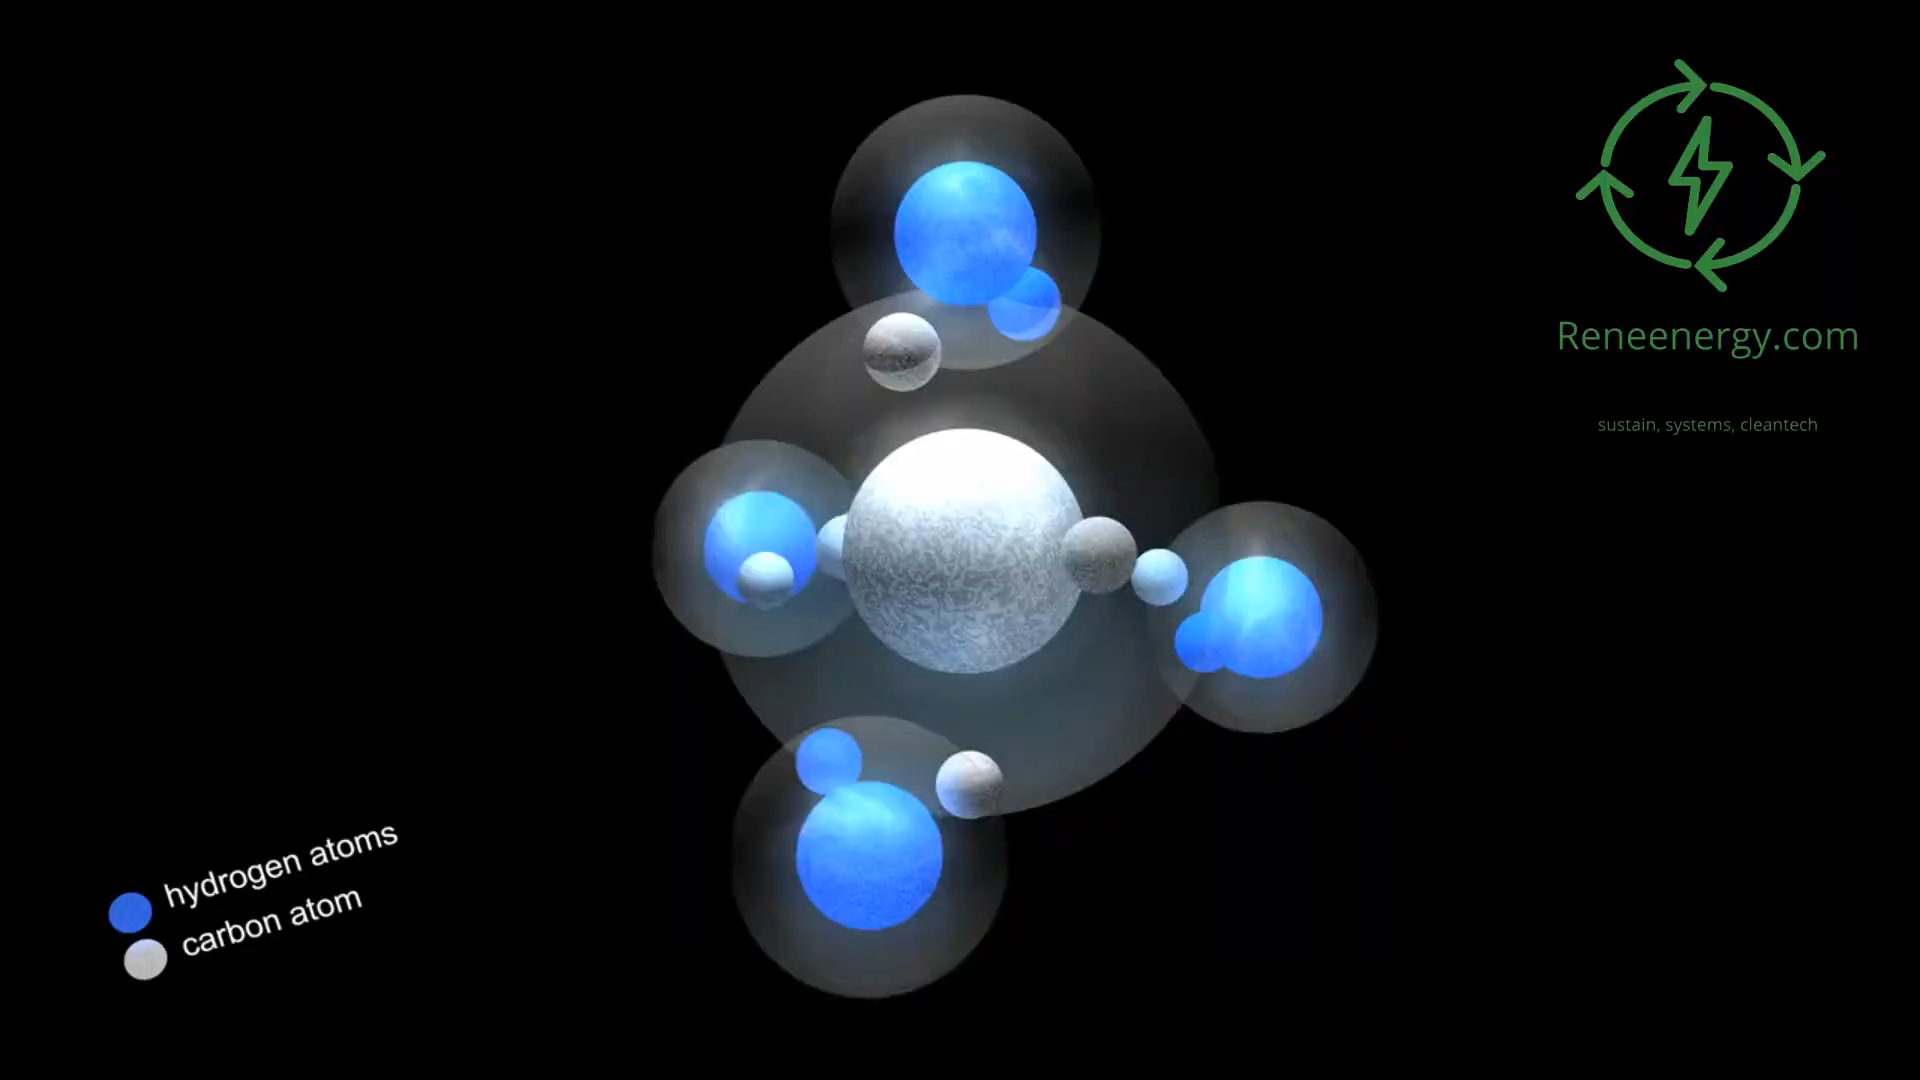 Reneenergy.com
sustain, systems, cleantech
hydrogen atoms
carbon atom